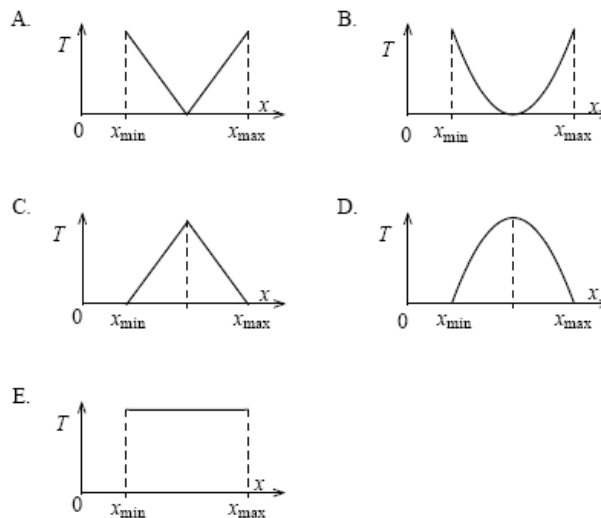 A.
T
x
0
x_min
x_max
B.
T
x
0
x_min
x_max
C.
T
x
0
x_min
x_max
D.
T
x
0
x_min
x_max
E.
T
x
0
x_min
x_max